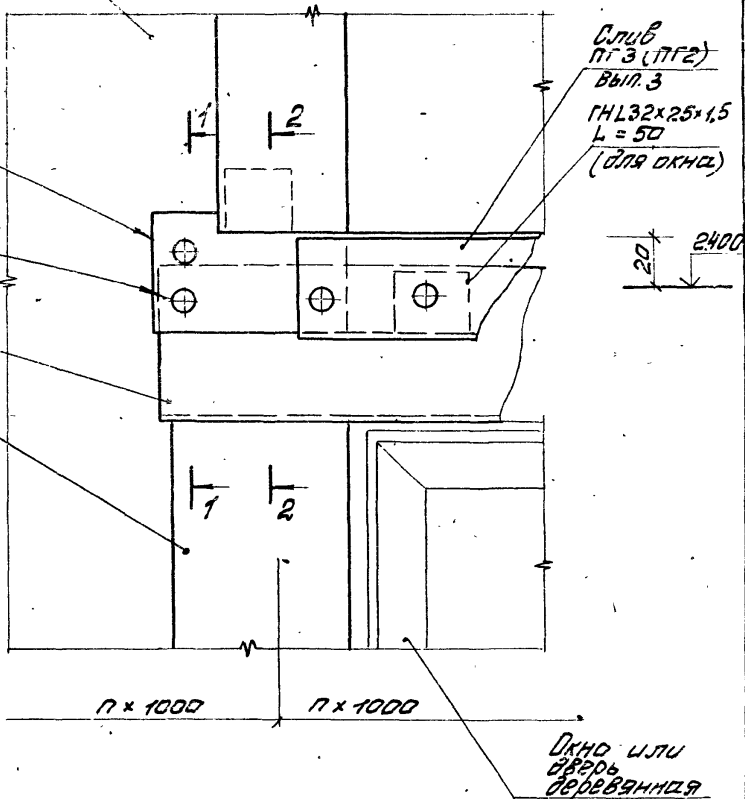 Слив
ПГ3 (ПГ2)
вып. 3
ГНL32×25×1,5
L = 50
(для окна)
1 2
20
2.400
1 2
п × 1000 п × 1000
Окно или
дверь
деревянная